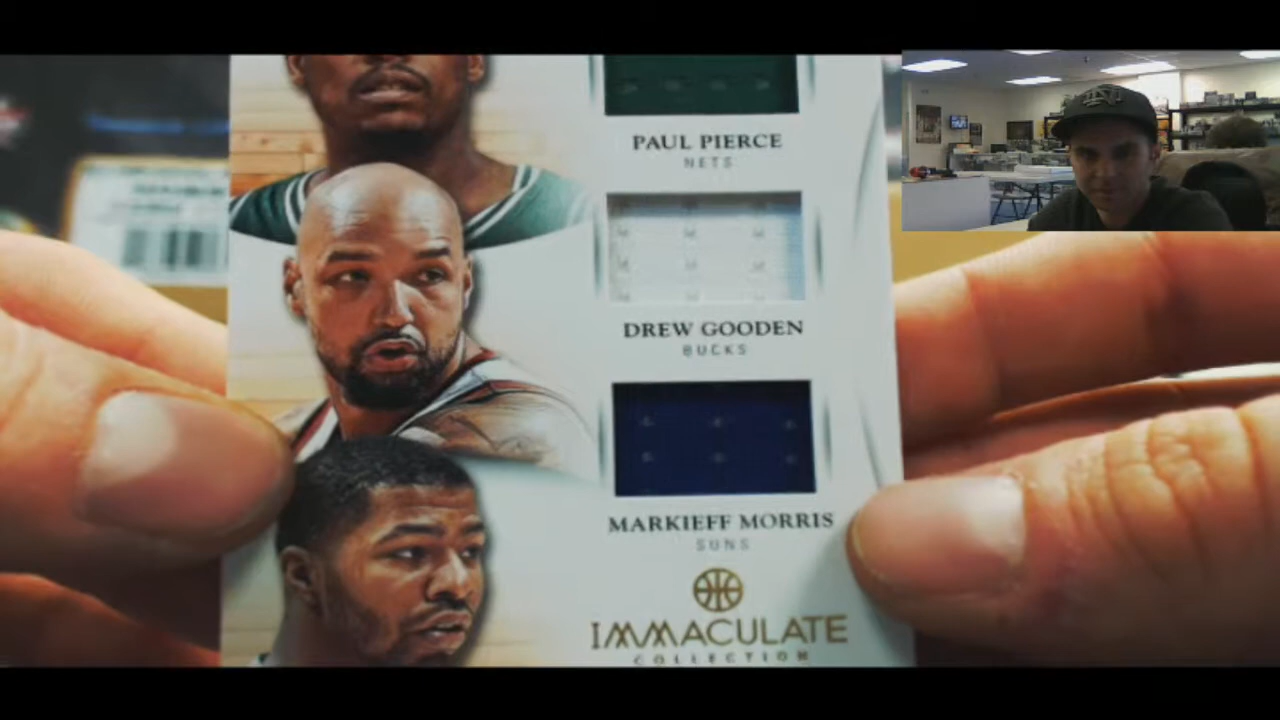 PAUL PIERCE
NETS
DREW GOODEN
BUCKS
MARKIEFF MORRIS
SUNS
IMMACULATE
COLLECTION